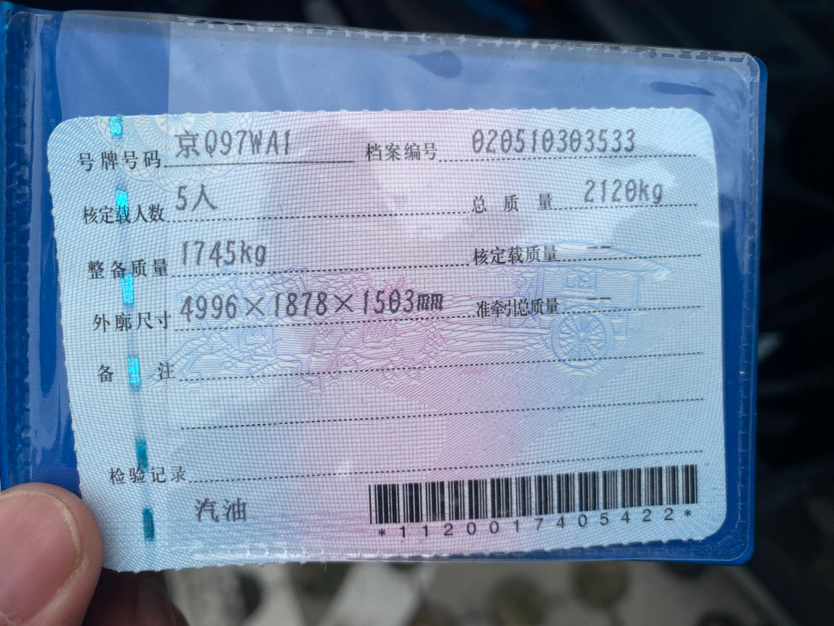 号牌号码 京Q97WA1 档案编号 020510303533
核定载人数 5人 总质量 2120kg
整备质量 1745kg 核定载质量 --
外廓尺寸 4996×1878×1503mm 准牵引总质量 --
备注
检验记录
汽油
*1120017405422*